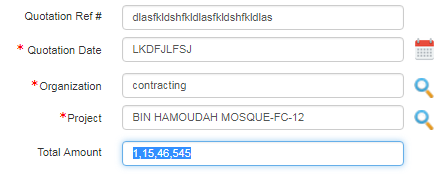 Quotation Ref # dlasfkldshfkldlasfkldshfkldlas
* Quotation Date LKDFJLFSJ
*Organization contracting
*Project BIN HAMOUDAH MOSQUE-FC-12
Total Amount 1,15,46,545